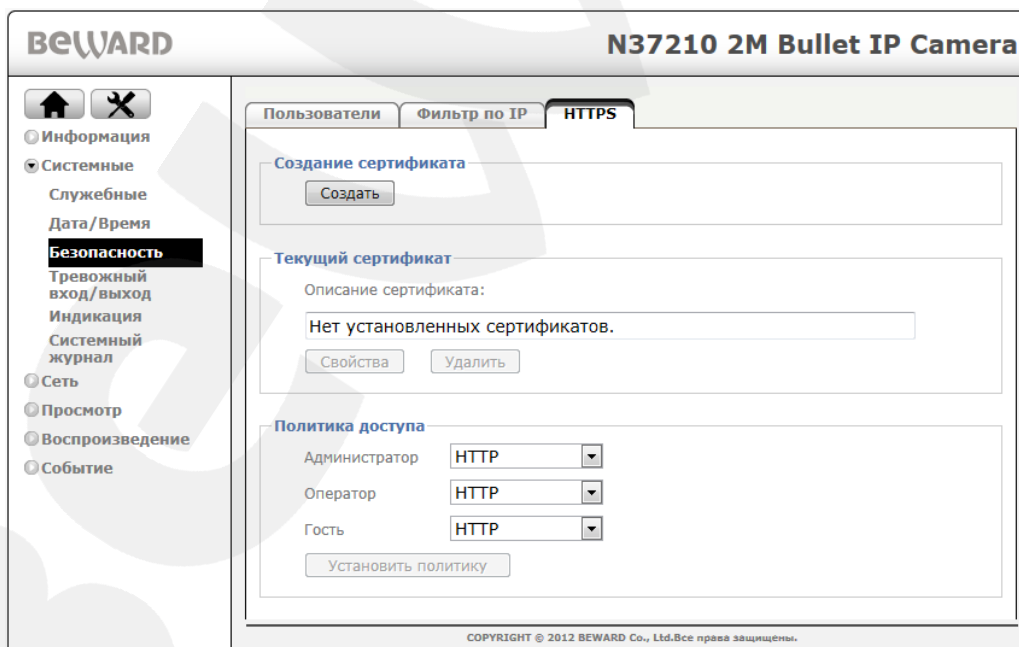 BEWARD
N37210 2M Bullet IP Camera
Информация
Системные
Служебные
Дата/Время
Безопасность
Тревожный
вход/выход
Индикация
Системный
журнал
Сеть
Просмотр
Воспроизведение
Событие
Пользователи
Фильтр по IP
HTTPS
Создание сертификата
Создать
Текущий сертификат
Описание сертификата:
Нет установленных сертификатов.
Свойства
Удалить
Политика доступа
Администратор
HTTP
Оператор
HTTP
Гость
HTTP
Установить политику
COPYRIGHT © 2012 BEWARD Co., Ltd.Все права защищены.